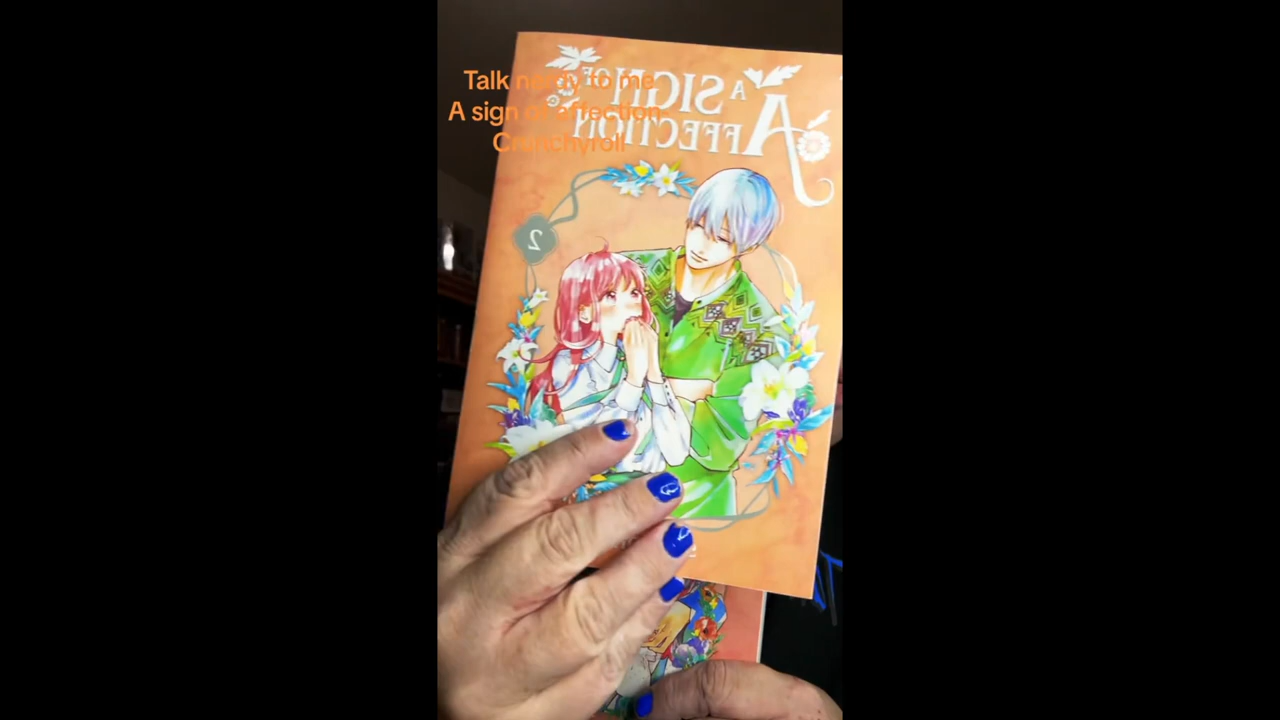 Talk nerdy to me
A sign of affection-
Crunchyroll
A SIGN OF
AFFECTION
2